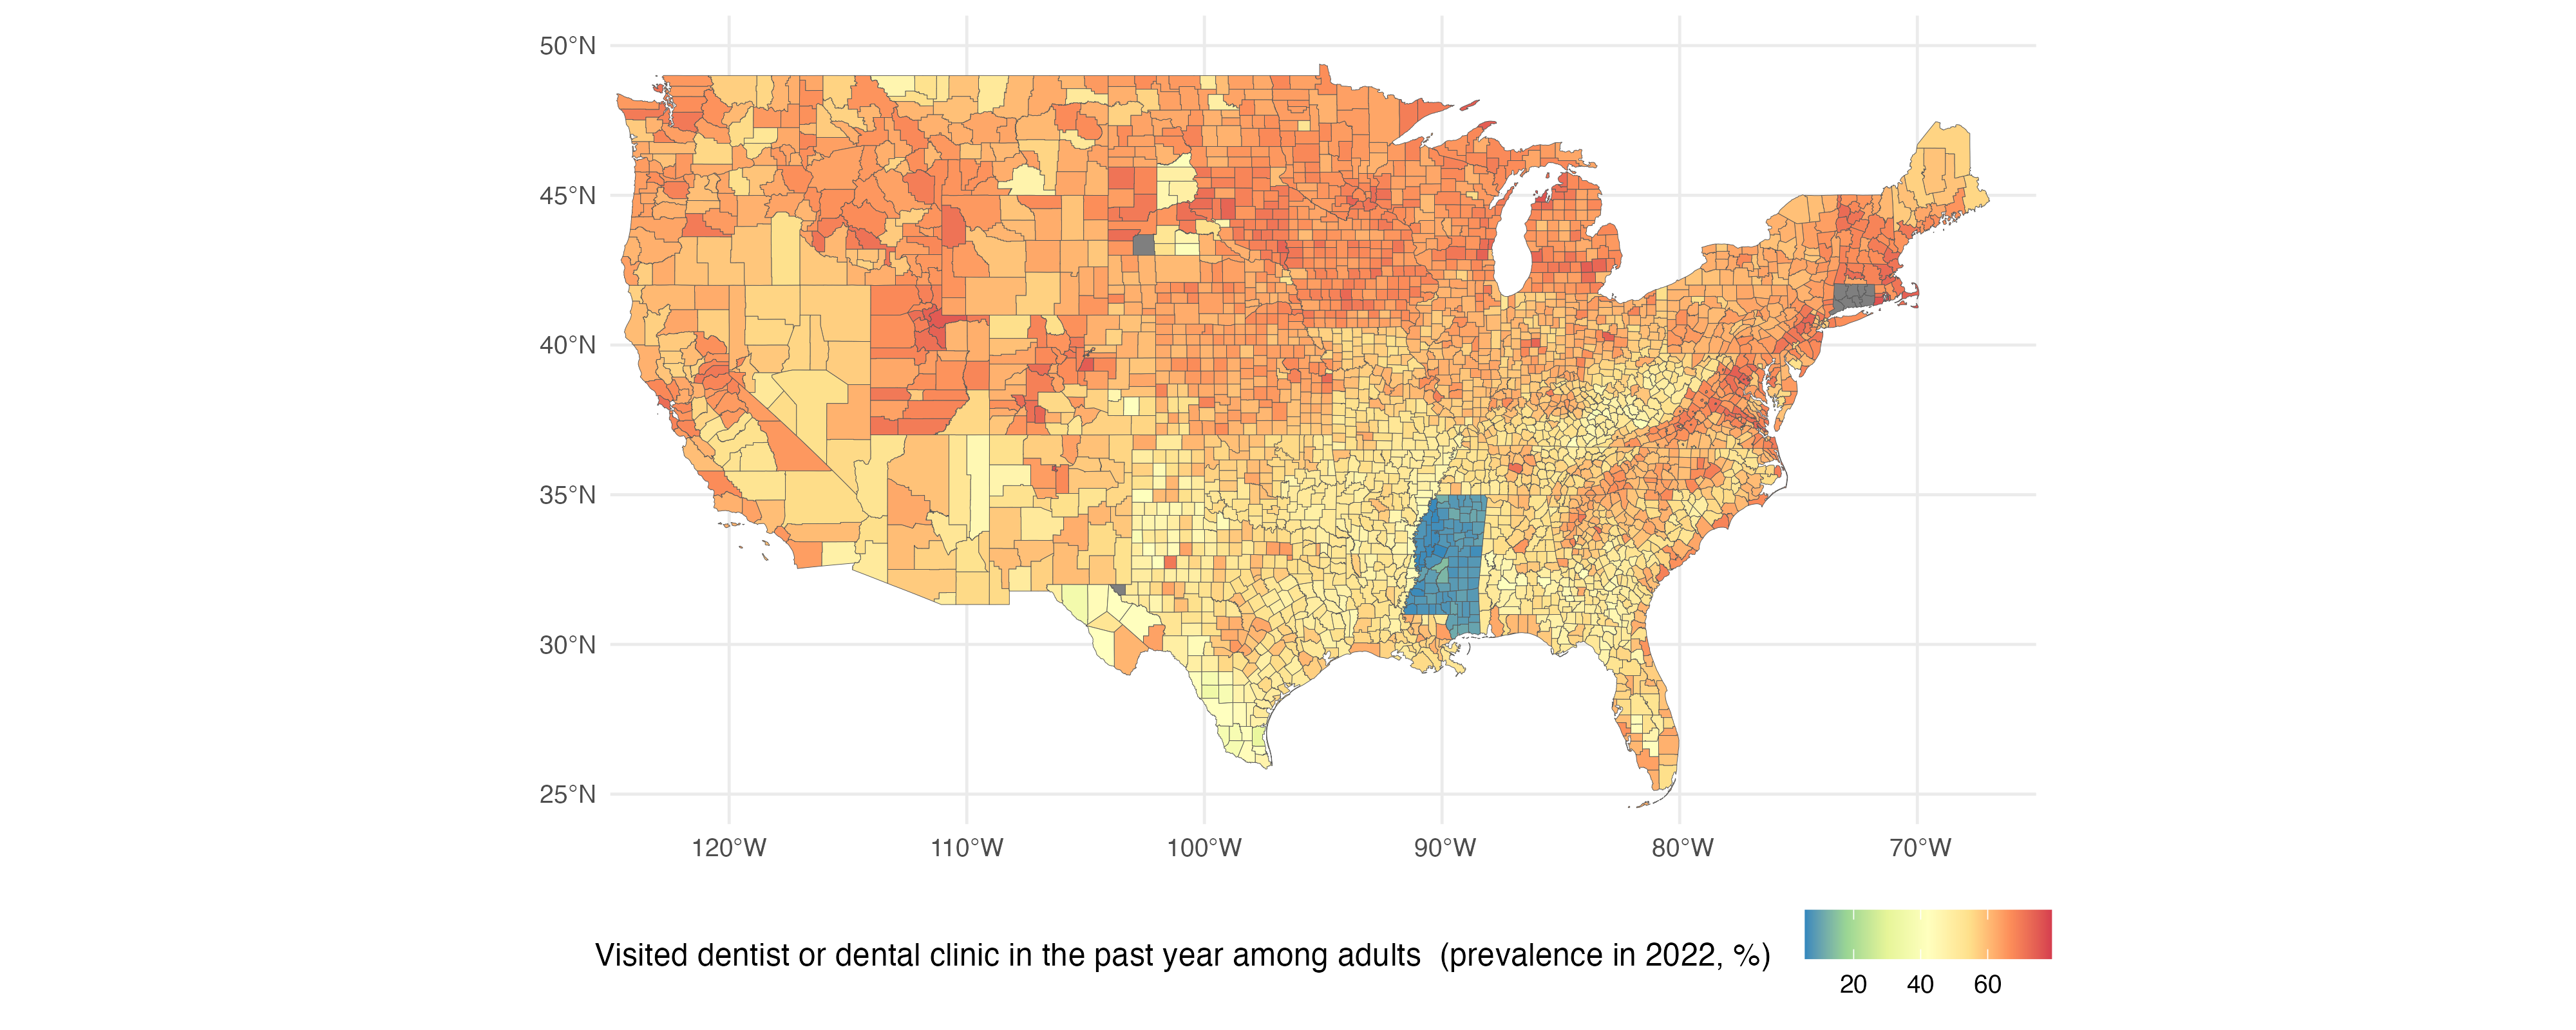 50°N
45°N
40°N
35°N
30°N
25°N
120°W 110°W 100°W 90°W 80°W 70°W
Visited dentist or dental clinic in the past year among adults (prevalence in 2022, %)
20 40 60